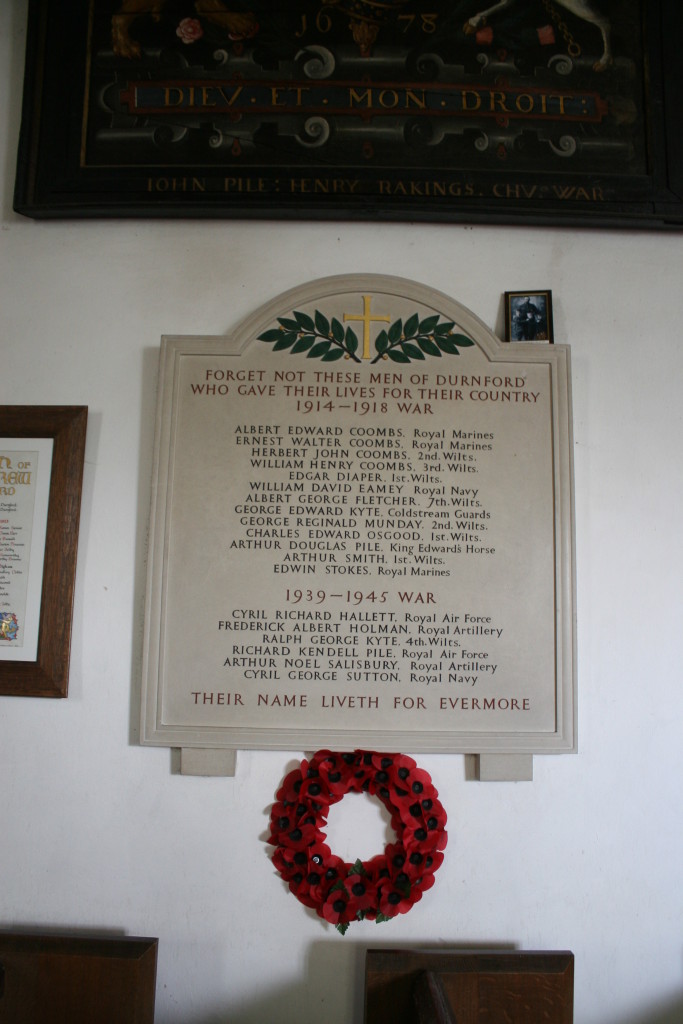 1678
DIEV · ET · MON · DROIT :
JOHN PILE : HENRY RAKINGS. CHV. WAR
FORGET NOT THESE MEN OF DURNFORD
WHO GAVE THEIR LIVES FOR THEIR COUNTRY
1914–1918 WAR
ALBERT EDWARD COOMBS, Royal Marines
ERNEST WALTER COOMBS, Royal Marines
HERBERT JOHN COOMBS, 2nd. Wilts.
WILLIAM HENRY COOMBS, 3rd. Wilts.
EDGAR DIAPER, 1st. Wilts.
WILLIAM DAVID EAMEY Royal Navy
ALBERT GEORGE FLETCHER, 7th. Wilts.
GEORGE EDWARD KYTE, Coldstream Guards
GEORGE REGINALD MUNDAY, 2nd. Wilts.
CHARLES EDWARD OSGOOD, 1st. Wilts.
ARTHUR DOUGLAS PILE, King Edward's Horse
ARTHUR SMITH, 1st. Wilts.
EDWIN STOKES, Royal Marines
1939–1945 WAR
CYRIL RICHARD HALLETT, Royal Air Force
FREDERICK ALBERT HOLMAN, Royal Artillery
RALPH GEORGE KYTE, 4th. Wilts.
RICHARD KENDELL PILE, Royal Air Force
ARTHUR NOEL SALISBURY, Royal Artillery
CYRIL GEORGE SUTTON, Royal Navy
THEIR NAME LIVETH FOR EVERMORE